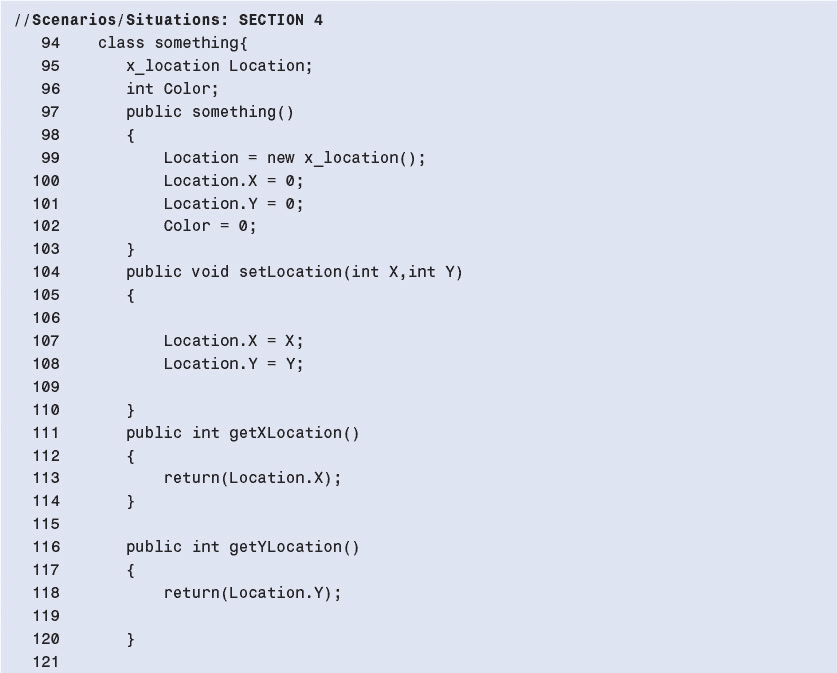 //Scenarios/Situations: SECTION 4
94    class something{
95       x_location Location;
96       int Color;
97       public something()
98       {
99           Location = new x_location();
100           Location.X = 0;
101           Location.Y = 0;
102           Color = 0;
103       }
104       public void setLocation(int X,int Y)
105       {
106
107           Location.X = X;
108           Location.Y = Y;
109
110       }
111       public int getXLocation()
112       {
113           return(Location.X);
114       }
115
116       public int getYLocation()
117       {
118           return(Location.Y);
119
120       }
121